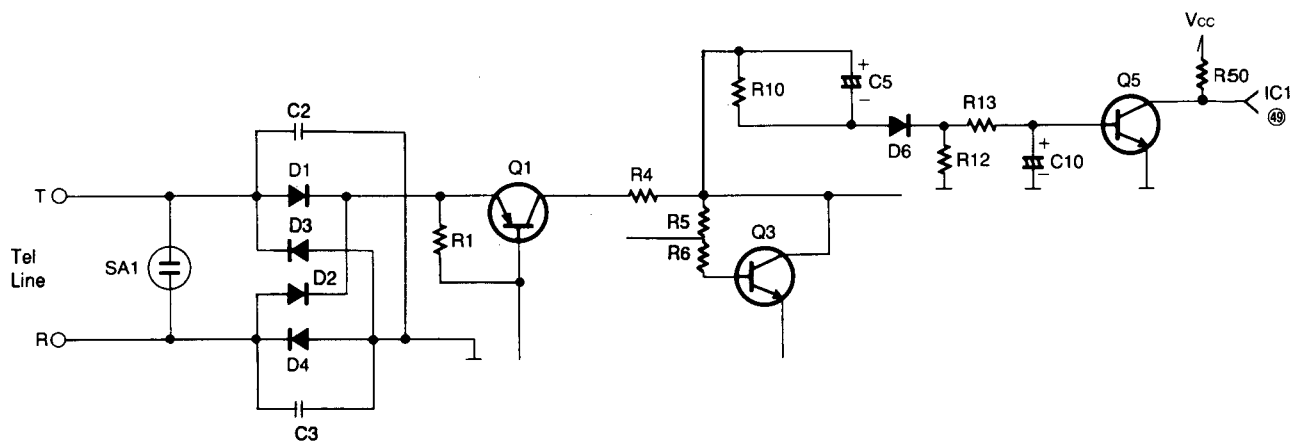 Vcc
R50
IC1
49
Q5
+
C5
−
R10
R13
D6
R12
+
C10
−
C2
D1
T
Q1
R4
D3
R5
R1
Q3
SA1
Tel
Line
D2
R6
R
D4
C3